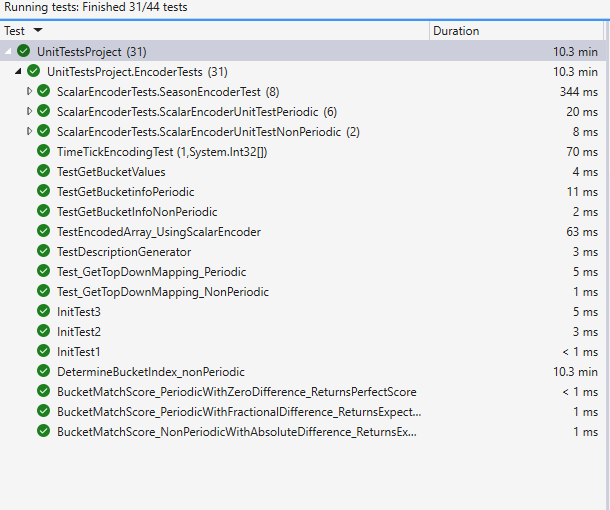 Running tests: Finished 31/44 tests
Test Duration
UnitTestsProject (31) 10.3 min
UnitTestsProject.EncoderTests (31) 10.3 min
ScalarEncoderTests.SeasonEncoderTest (8) 344 ms
ScalarEncoderTests.ScalarEncoderUnitTestPeriodic (6) 20 ms
ScalarEncoderTests.ScalarEncoderUnitTestNonPeriodic (2) 8 ms
TimeTickEncodingTest (1,System.Int32[]) 70 ms
TestGetBucketValues 4 ms
TestGetBucketinfoPeriodic 11 ms
TestGetBucketInfoNonPeriodic 2 ms
TestEncodedArray_UsingScalarEncoder 63 ms
TestDescriptionGenerator 3 ms
Test_GetTopDownMapping_Periodic 5 ms
Test_GetTopDownMapping_NonPeriodic 1 ms
InitTest3 5 ms
InitTest2 3 ms
InitTest1 < 1 ms
DetermineBucketIndex_nonPeriodic 10.3 min
BucketMatchScore_PeriodicWithZeroDifference_ReturnsPerfectScore < 1 ms
BucketMatchScore_PeriodicWithFractionalDifference_ReturnsExpect... 1 ms
BucketMatchScore_NonPeriodicWithAbsoluteDifference_ReturnsEx... 1 ms